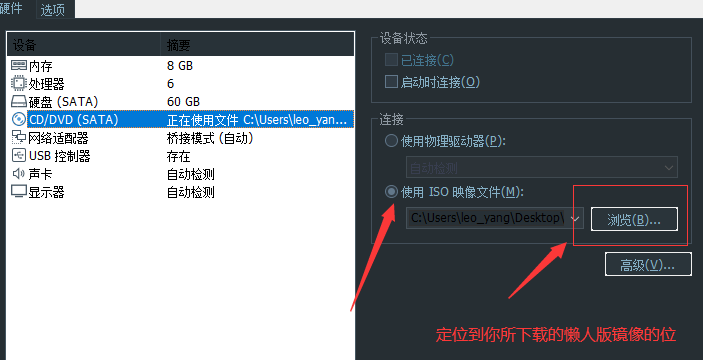 硬件 选项
设备 摘要
内存 8 GB
处理器 6
硬盘 (SATA) 60 GB
CD/DVD (SATA) 正在使用文件 C:\Users\leo_yan...
网络适配器 桥接模式 (自动)
USB 控制器 存在
声卡 自动检测
显示器 自动检测
设备状态
已连接(C)
启动时连接(O)
连接
使用物理驱动器(P):
自动检测
使用 ISO 映像文件(M):
C:\Users\leo_yang\Desktop\ 浏览(B)...
高级(V)...
定位到你所下载的懒人版镜像的位